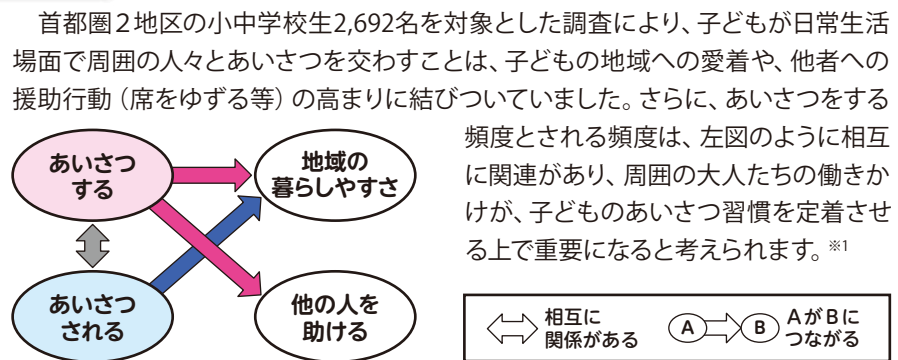 首都圏2地区の小中学校生2,692名を対象とした調査により、子どもが日常生活
場面で周囲の人々とあいさつを交わすことは、子どもの地域への愛着や、他者への
援助行動（席をゆずる等）の高まりに結びついていました。さらに、あいさつをする
頻度とされる頻度は、左図のように相互
に関連があり、周囲の大人たちの働きか
けが、子どものあいさつ習慣を定着させ
る上で重要になると考えられます。※1
あいさつ
する
地域の
暮らしやすさ
あいさつ
される
他の人を
助ける
相互に
関係がある
A
B
AがBに
つながる